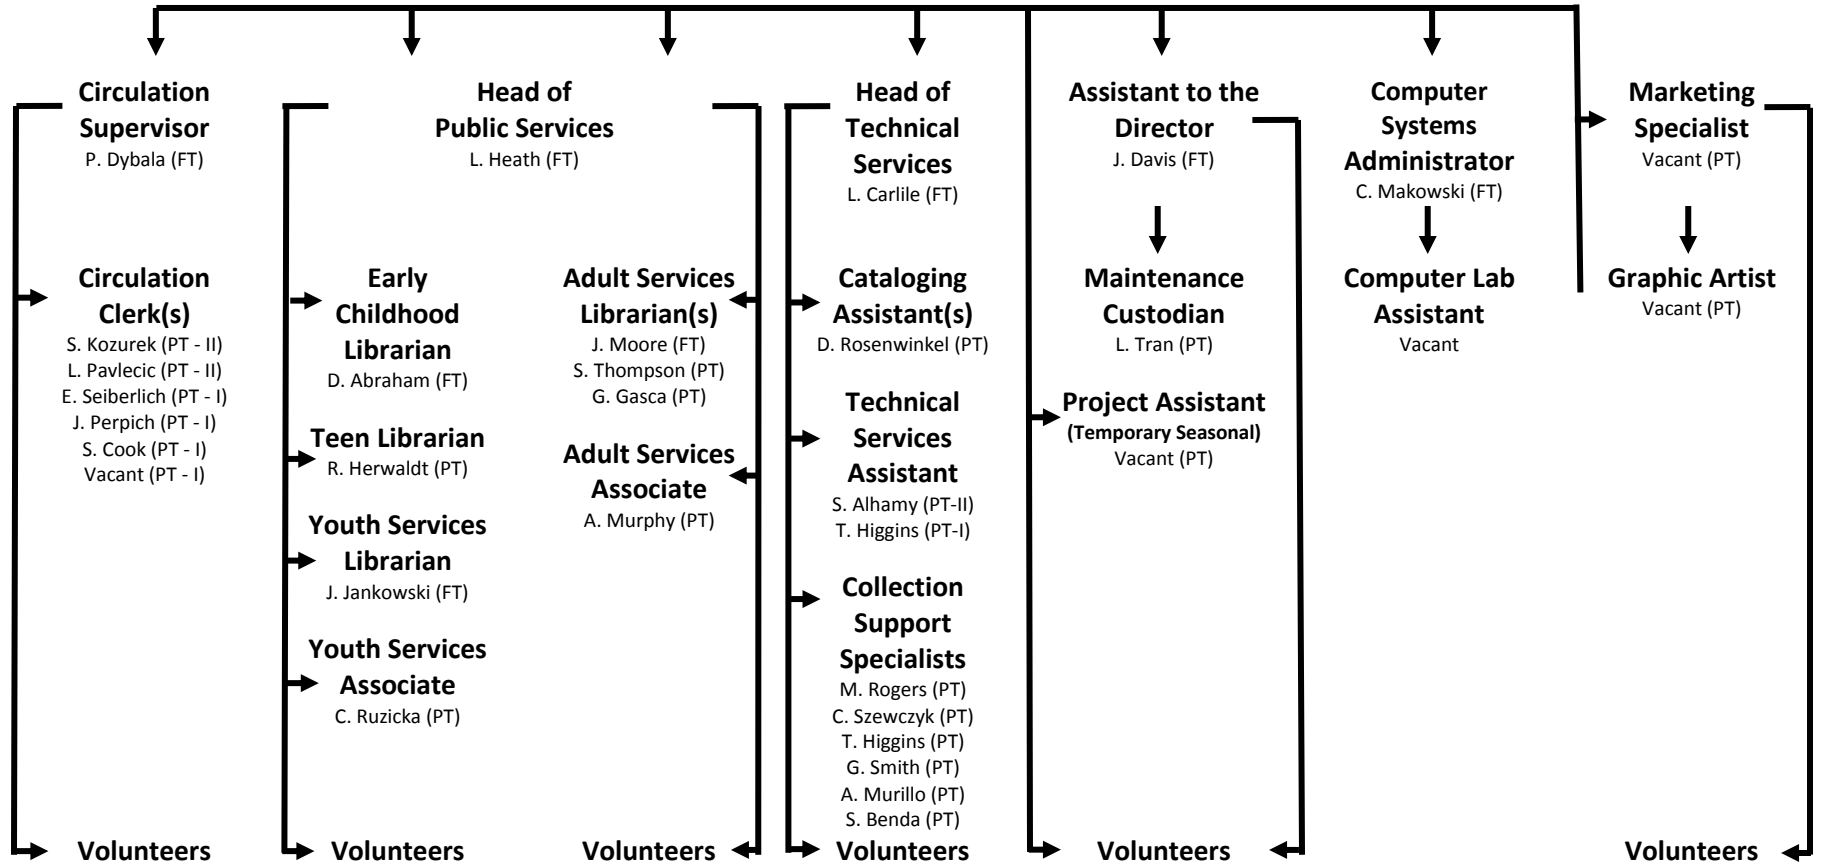 Circulation
Supervisor
P. Dybala (FT)
Circulation
Clerk(s)
S. Kozurek (PT - II)
L. Pavlecic (PT - II)
E. Seiberlich (PT - I)
J. Perpich (PT - I)
S. Cook (PT - I)
Vacant (PT - I)
Volunteers
Head of
Public Services
L. Heath (FT)
Early
Childhood
Librarian
D. Abraham (FT)
Teen Librarian
R. Herwaldt (PT)
Youth Services
Librarian
J. Jankowski (FT)
Youth Services
Associate
C. Ruzicka (PT)
Volunteers
Adult Services
Librarian(s)
J. Moore (FT)
S. Thompson (PT)
G. Gasca (PT)
Adult Services
Associate
A. Murphy (PT)
Volunteers
Head of
Technical
Services
L. Carlile (FT)
Cataloging
Assistant(s)
D. Rosenwinkel (PT)
Technical
Services
Assistant
S. Alhamy (PT-II)
T. Higgins (PT-I)
Collection
Support
Specialists
M. Rogers (PT)
C. Szewczyk (PT)
T. Higgins (PT)
G. Smith (PT)
A. Murillo (PT)
S. Benda (PT)
Volunteers
Assistant to the
Director
J. Davis (FT)
Maintenance
Custodian
L. Tran (PT)
Project Assistant
(Temporary Seasonal)
Vacant (PT)
Volunteers
Computer
Systems
Administrator
C. Makowski (FT)
Computer Lab
Assistant
Vacant
Marketing
Specialist
Vacant (PT)
Graphic Artist
Vacant (PT)
Volunteers